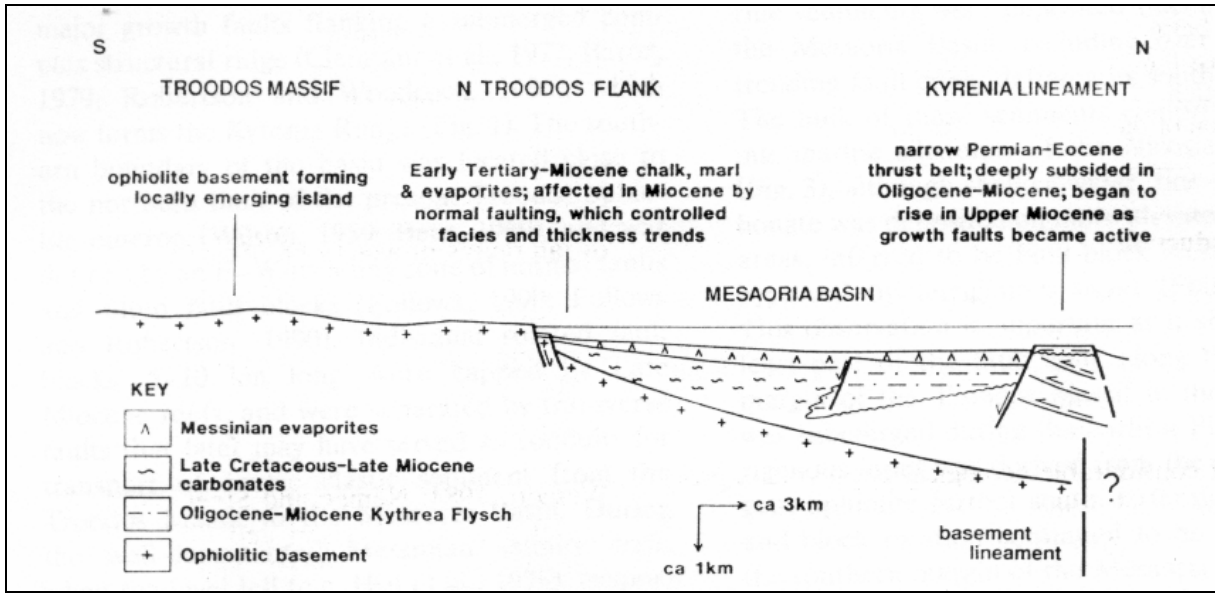 S
N
TROODOS MASSIF
N TROODOS FLANK
KYRENIA LINEAMENT
ophiolite basement forming
locally emerging island
Early Tertiary-Miocene chalk, marl
& evaporites; affected in Miocene by
normal faulting, which controlled
facies and thickness trends
narrow Permian-Eocene
thrust belt; deeply subsided in
Oligocene-Miocene; began to
rise in Upper Miocene as
growth faults became active
MESAORIA BASIN
KEY
Messinian evaporites
Late Cretaceous-Late Miocene
carbonates
Oligocene-Miocene Kythrea Flysch
Ophiolitic basement
ca 3km
ca 1km
?
basement
lineament